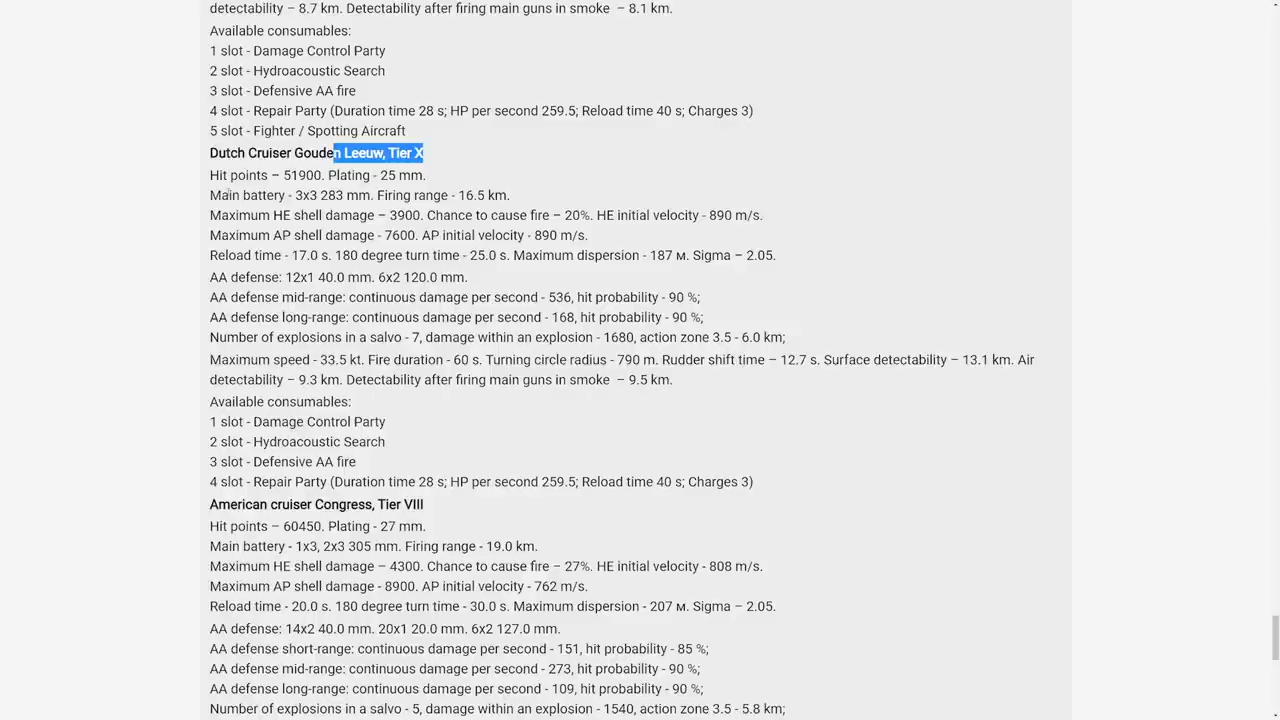 detectability – 8.7 km. Detectability after firing main guns in smoke  – 8.1 km.
Available consumables:
1 slot - Damage Control Party
2 slot - Hydroacoustic Search
3 slot - Defensive AA fire
4 slot - Repair Party (Duration time 28 s; HP per second 259.5; Reload time 40 s; Charges 3)
5 slot - Fighter / Spotting Aircraft
Dutch Cruiser Gouden Leeuw, Tier X
Hit points – 51900. Plating - 25 mm.
Main battery - 3x3 283 mm. Firing range - 16.5 km.
Maximum HE shell damage – 3900. Chance to cause fire – 20%. HE initial velocity - 890 m/s.
Maximum AP shell damage - 7600. AP initial velocity - 890 m/s.
Reload time - 17.0 s. 180 degree turn time - 25.0 s. Maximum dispersion - 187 м. Sigma – 2.05.
AA defense: 12x1 40.0 mm. 6x2 120.0 mm.
AA defense mid-range: continuous damage per second - 536, hit probability - 90 %;
AA defense long-range: continuous damage per second - 168, hit probability - 90 %;
Number of explosions in a salvo - 7, damage within an explosion - 1680, action zone 3.5 - 6.0 km;
Maximum speed - 33.5 kt. Fire duration - 60 s. Turning circle radius - 790 m. Rudder shift time – 12.7 s. Surface detectability – 13.1 km. Air
detectability – 9.3 km. Detectability after firing main guns in smoke  – 9.5 km.
Available consumables:
1 slot - Damage Control Party
2 slot - Hydroacoustic Search
3 slot - Defensive AA fire
4 slot - Repair Party (Duration time 28 s; HP per second 259.5; Reload time 40 s; Charges 3)
American cruiser Congress, Tier VIII
Hit points – 60450. Plating - 27 mm.
Main battery - 1x3, 2x3 305 mm. Firing range - 19.0 km.
Maximum HE shell damage – 4300. Chance to cause fire – 27%. HE initial velocity - 808 m/s.
Maximum AP shell damage - 8900. AP initial velocity - 762 m/s.
Reload time - 20.0 s. 180 degree turn time - 30.0 s. Maximum dispersion - 207 м. Sigma – 2.05.
AA defense: 14x2 40.0 mm. 20x1 20.0 mm. 6x2 127.0 mm.
AA defense short-range: continuous damage per second - 151, hit probability - 85 %;
AA defense mid-range: continuous damage per second - 273, hit probability - 90 %;
AA defense long-range: continuous damage per second - 109, hit probability - 90 %;
Number of explosions in a salvo - 5, damage within an explosion - 1540, action zone 3.5 - 5.8 km;